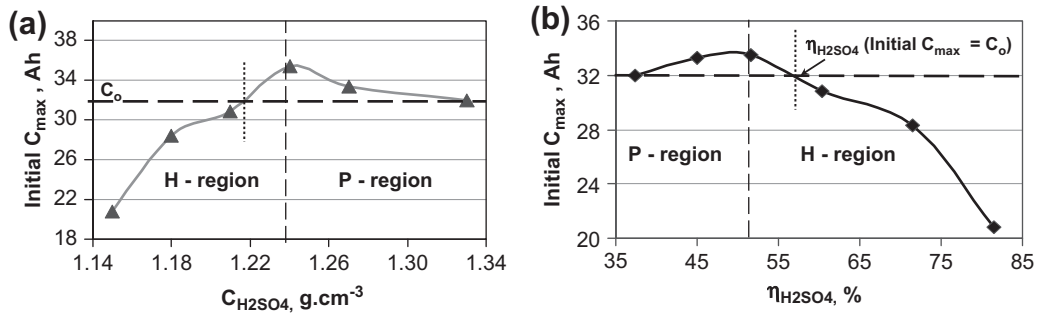 (a)
Initial Cmax , Ah
38
34
30
26
22
18
Co
H - region
P - region
1.14
1.18
1.22
1.26
1.30
1.34
CH2SO4, g.cm-3
(b)
Initial Cmax , Ah
36
32
28
24
20
ηH2SO4 (Initial Cmax = Co)
P - region
H - region
35
45
55
65
75
85
ηH2SO4, %